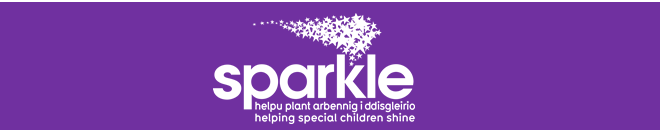 sparkle
helpu plant arbennig i ddisgleirio
helping special children shine